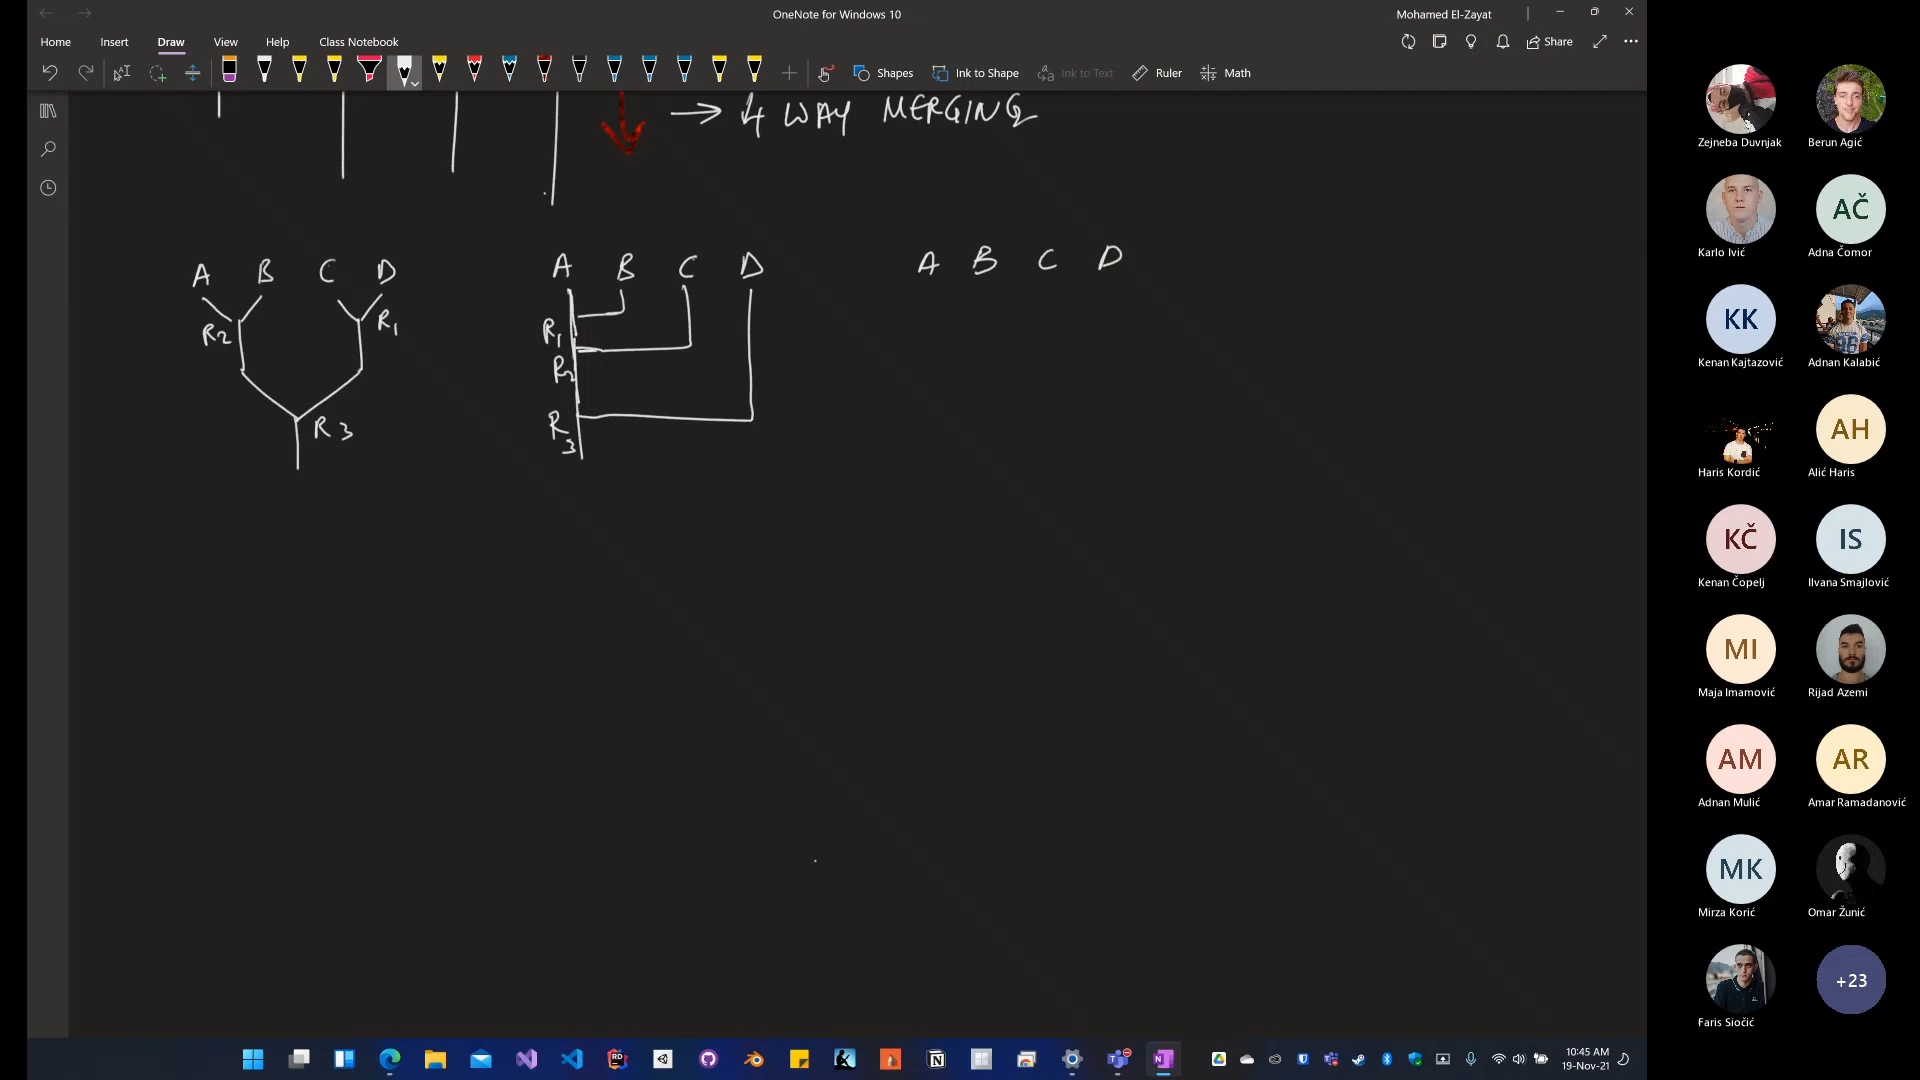 OneNote for Windows 10
Mohamed El-Zayat
Home Insert Draw View Help Class Notebook
Share
Shapes Ink to Shape Ink to Text Ruler Math
→ 4 WAY MERGING
A B C D
R2 R1
R3
A B C D
R1
R2
R3
A B C D
Zejneba Duvnjak
Berun Agić
Karlo Ivić
AČ
Adna Čomor
KK
Kenan Kajtazović
Adnan Kalabić
Haris Kordić
AH
Alić Haris
KČ
Kenan Čopelj
IS
Ilvana Smajlović
MI
Maja Imamović
Rijad Azemi
AM
Adnan Mulić
AR
Amar Ramadanović
MK
Mirza Korić
Omar Žunić
Faris Siočić
+23
10:45 AM
19-Nov-21